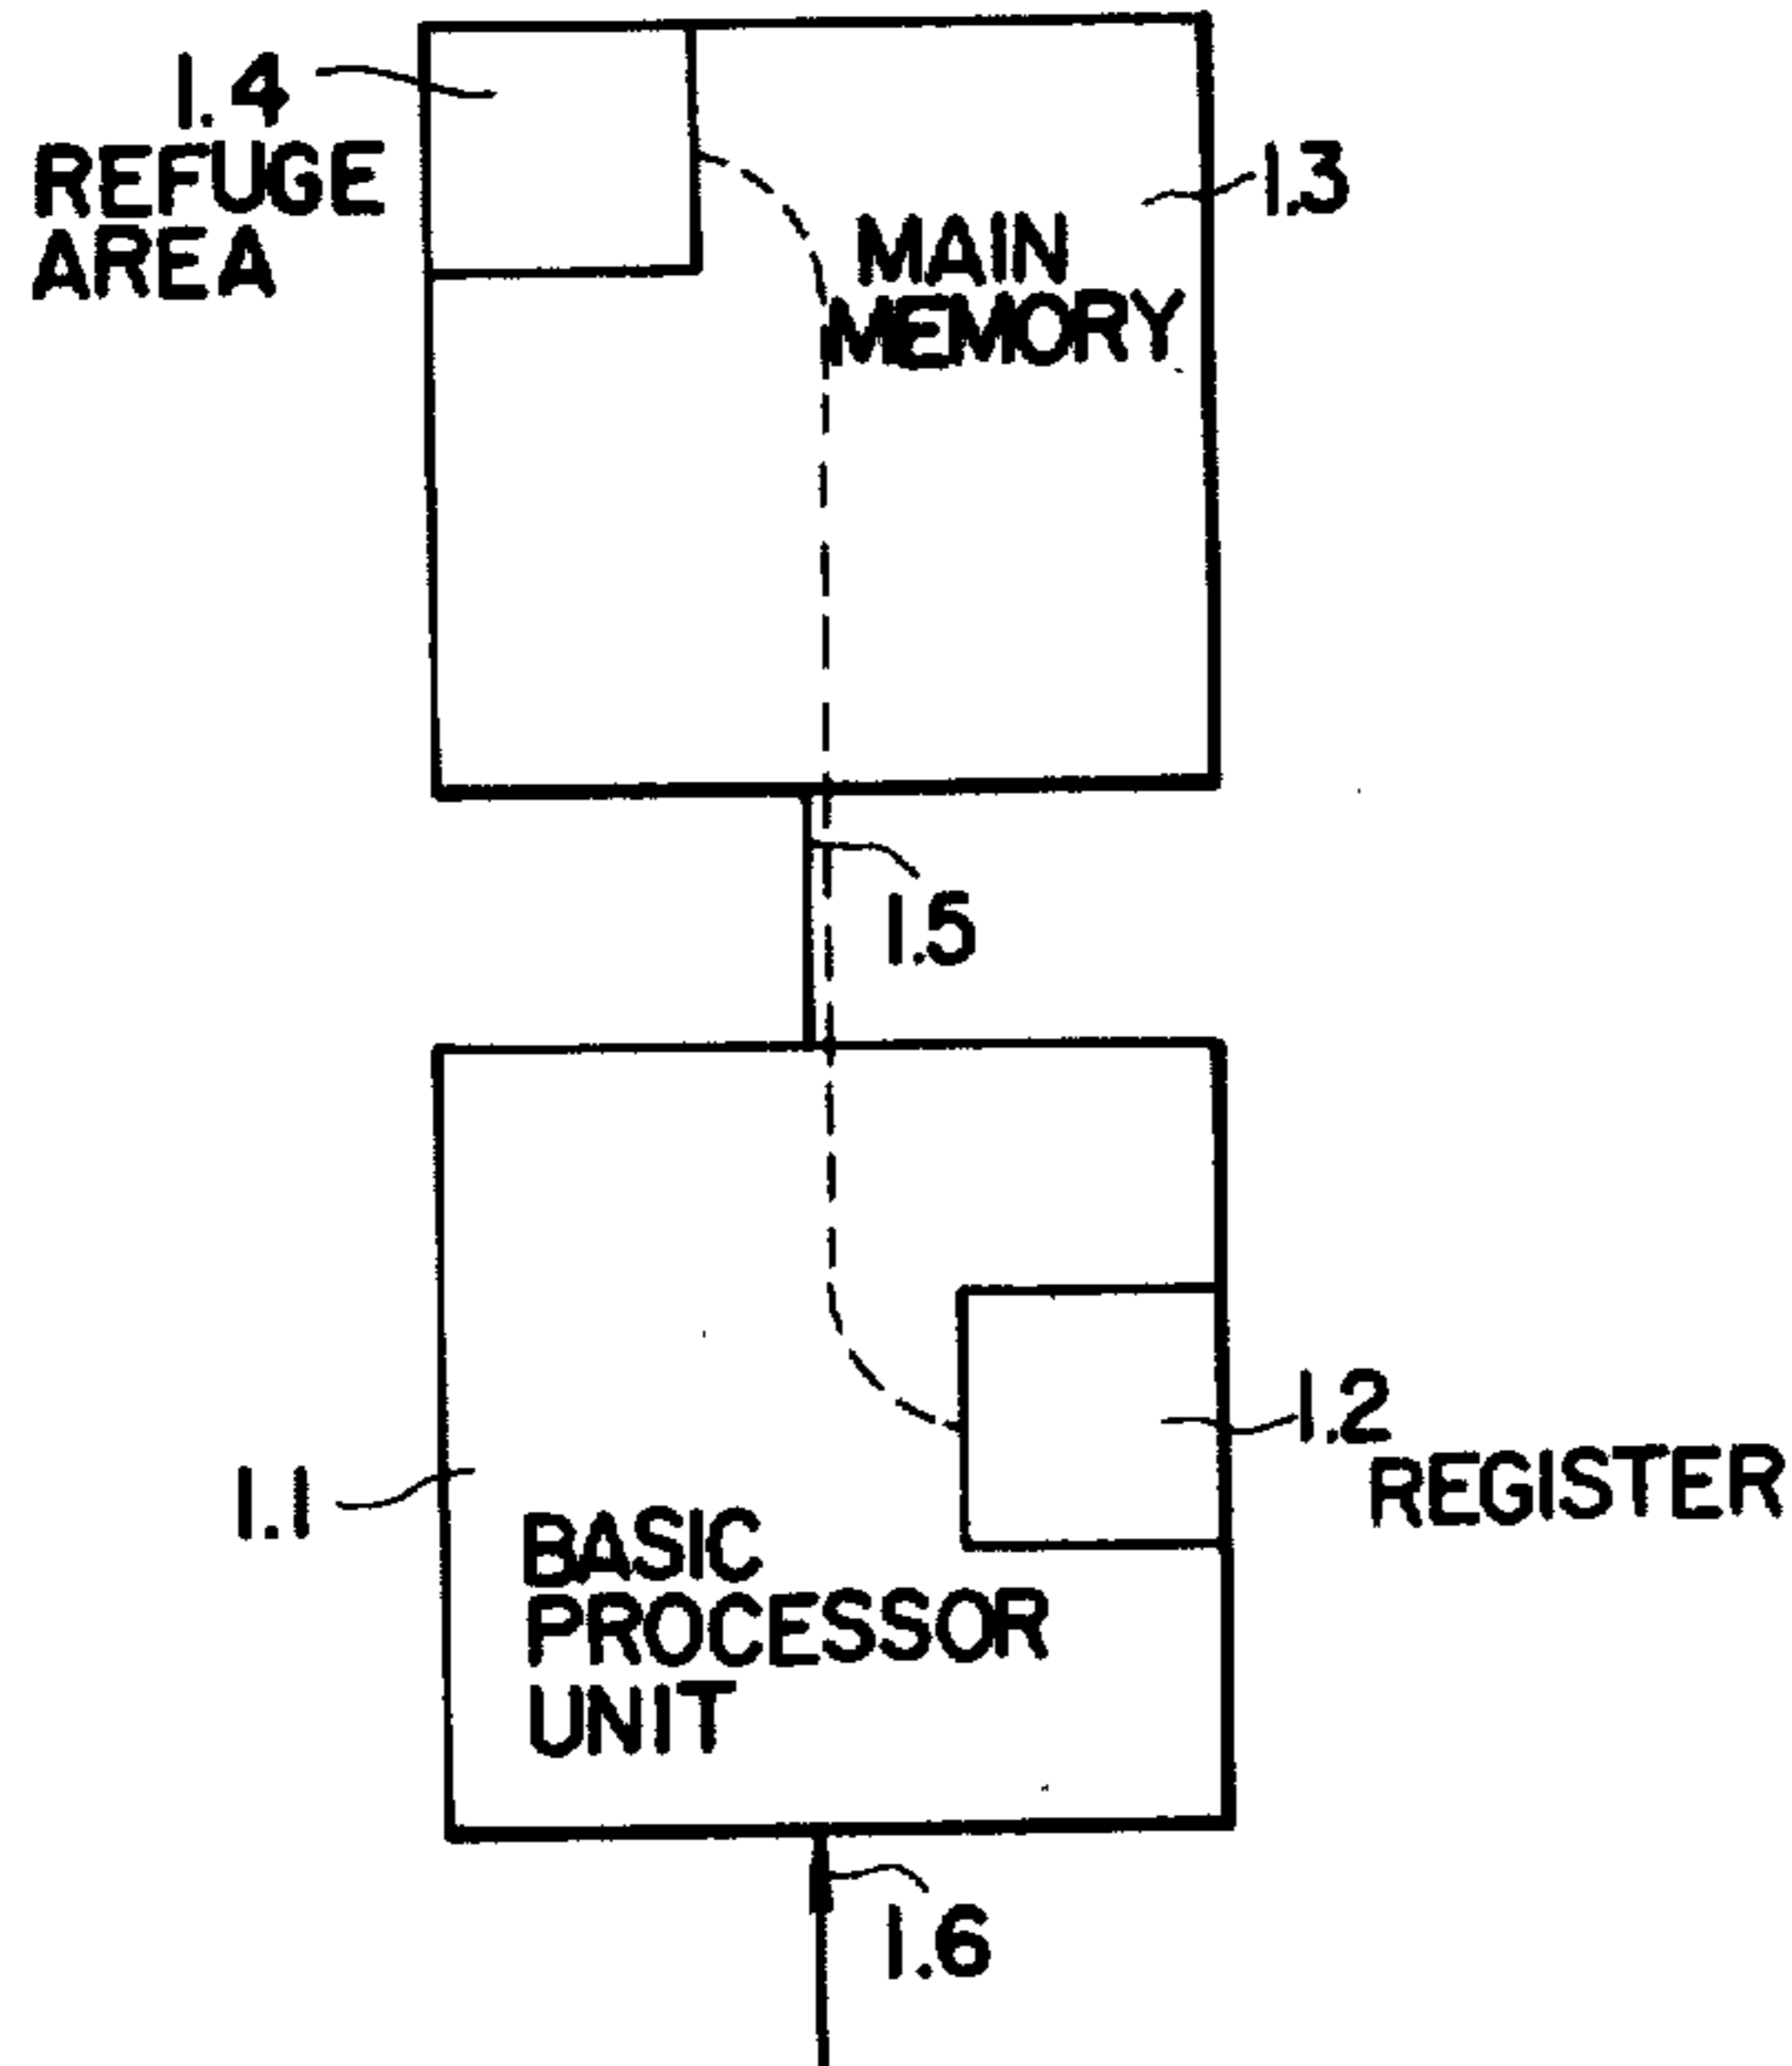 1.4
REFUGE
AREA
1.3
MAIN
MEMORY
1.5
1.2
REGISTER
1.1
BASIC
PROCESSOR
UNIT
1.6